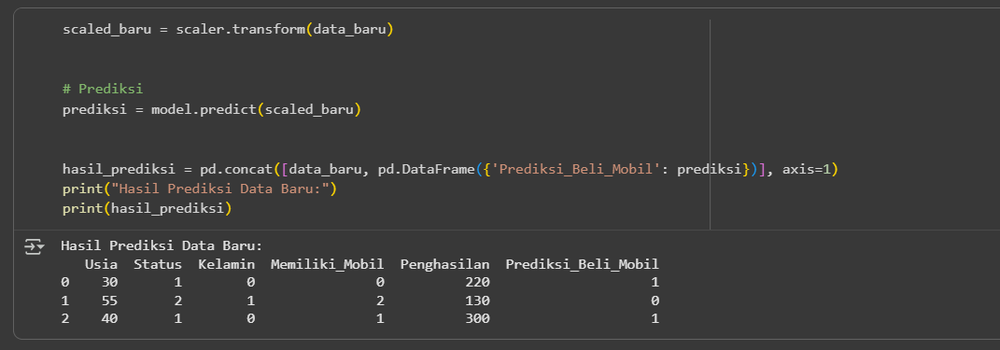 scaled_baru = scaler.transform(data_baru)
# Prediksi
prediksi = model.predict(scaled_baru)
hasil_prediksi = pd.concat([data_baru, pd.DataFrame({'Prediksi_Beli_Mobil': prediksi})], axis=1)
print("Hasil Prediksi Data Baru:")
print(hasil_prediksi)
Hasil Prediksi Data Baru:
Usia Status Kelamin Memiliki_Mobil Penghasilan Prediksi_Beli_Mobil
0 30 1 0 0 220 1
1 55 2 1 2 130 0
2 40 1 0 1 300 1